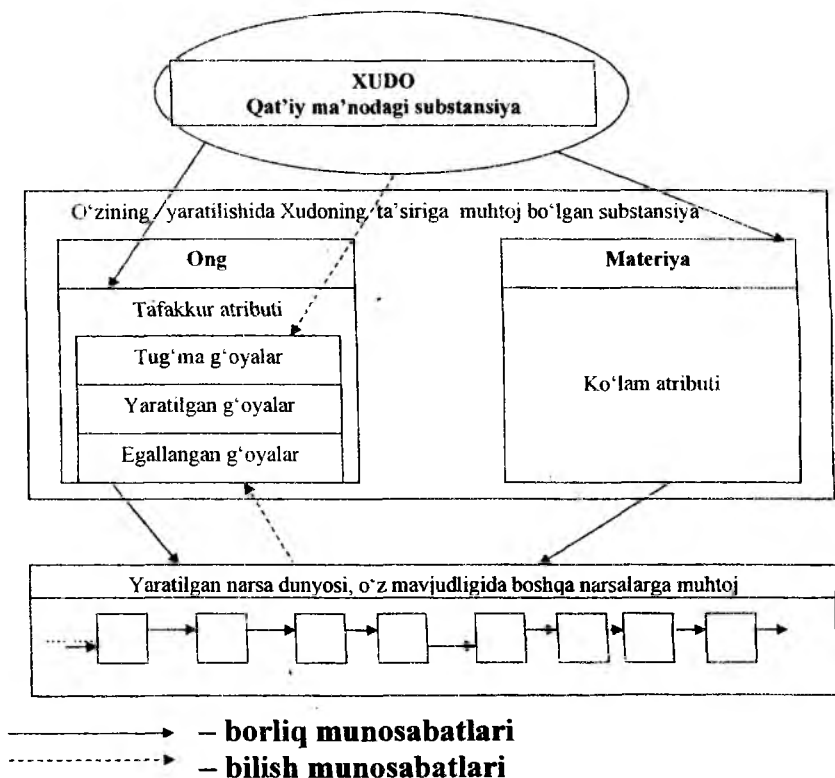 XUDO
Qat’iy ma’nodagi substansiya
O‘zining yaratilishida Xudoning ta’siriga muhtoj bo‘lgan substansiya
Ong
Tafakkur atributi
Tug‘ma g‘oyalar
Yaratilgan g‘oyalar
Egallangan g‘oyalar
Materiya
Ko‘lam atributi
Yaratilgan narsa dunyosi, o‘z mavjudligida boshqa narsalarga muhtoj
– borliq munosabatlari
– bilish munosabatlari